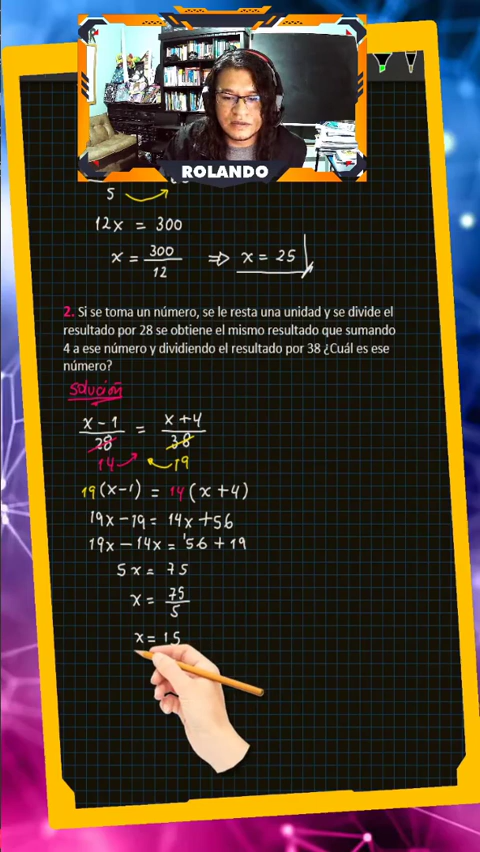 ROLANDO
5
12x = 300
x = 300/12 ⇒ x = 25
2. Si se toma un número, se le resta una unidad y se divide el
resultado por 28 se obtiene el mismo resultado que sumando
4 a ese número y dividiendo el resultado por 38 ¿Cuál es ese
número?
Solución
x-1/28 = x+4/38
14 19
19(x-1) = 14(x+4)
19x-19 = 14x+56
19x-14x = 56+19
5x = 75
x = 75/5
x = 15